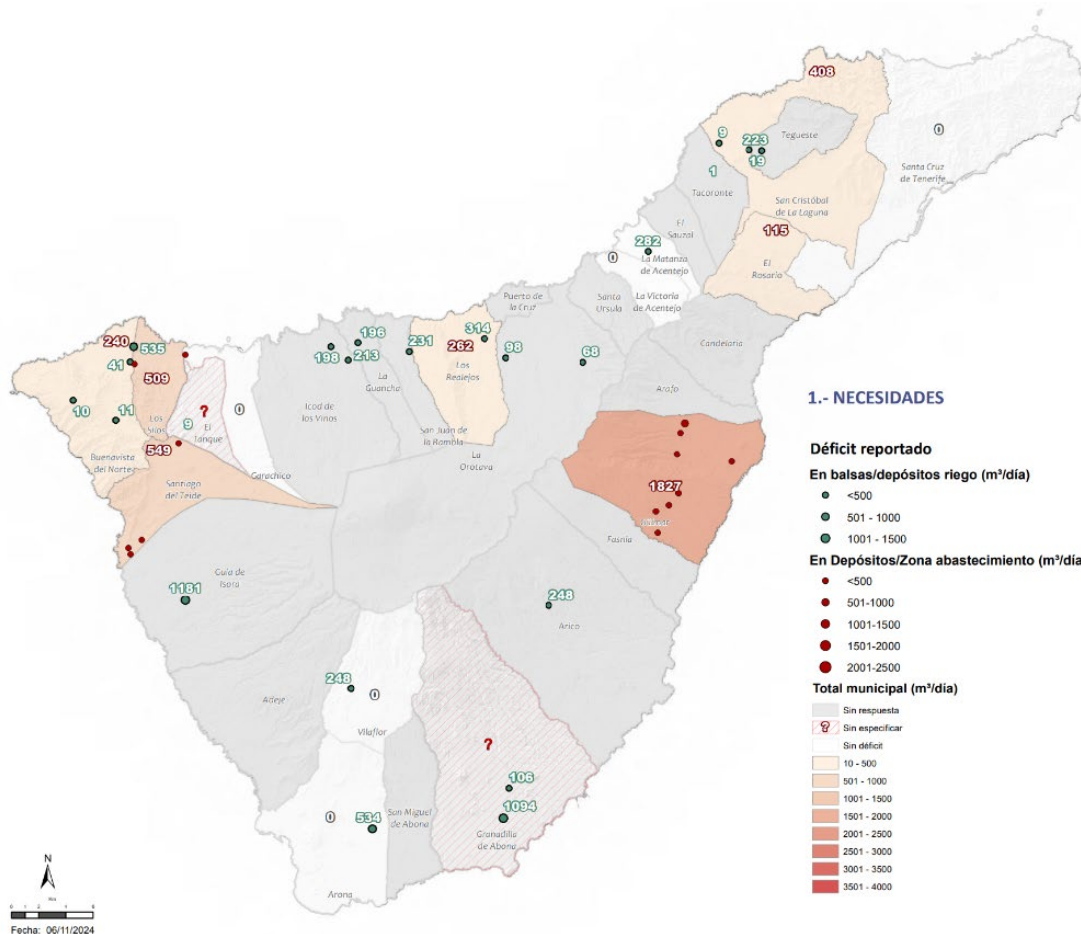 408
0
9
223
Tegueste
19
Santa Cruz
de Tenerife
1
Tacoronte
San Cristóbal
de La Laguna
El
Sauzal
115
El
Rosario
282
0
La Matanza
de Acentejo
La Victoria
de Acentejo
Santa
Ursula
Puerto de
la Cruz
Candelaria
Arafo
240
535
41
509
10
11
Los
Silos
?
9
El
Tanque
0
Garachico
Buenavista
del Norte
549
Santiago
del Teide
198
196
213
Icod de
los Vinos
La
Guancha
231
San Juan de
la Rambla
314
262
Los
Realejos
98
68
La
Orotava
1827
Güímar
Fasnia
Guía de
Isora
1181
248
Arico
Adeje
248
0
Vilaflor
?
106
1094
Granadilla
de Abona
San Miguel
de Abona
0
534
Arona
1.- NECESIDADES
Déficit reportado
En balsas/depósitos riego (m³/día)
<500
501 - 1000
1001 - 1500
En Depósitos/Zona abastecimiento (m³/día
<500
501-1000
1001-1500
1501-2000
2001-2500
Total municipal (m³/día)
Sin respuesta
? Sin especificar
Sin déficit
10 - 500
501 - 1000
1001 - 1500
1501 - 2000
2001 - 2500
2501 - 3000
3001 - 3500
3501 - 4000
N
Fecha: 06/11/2024